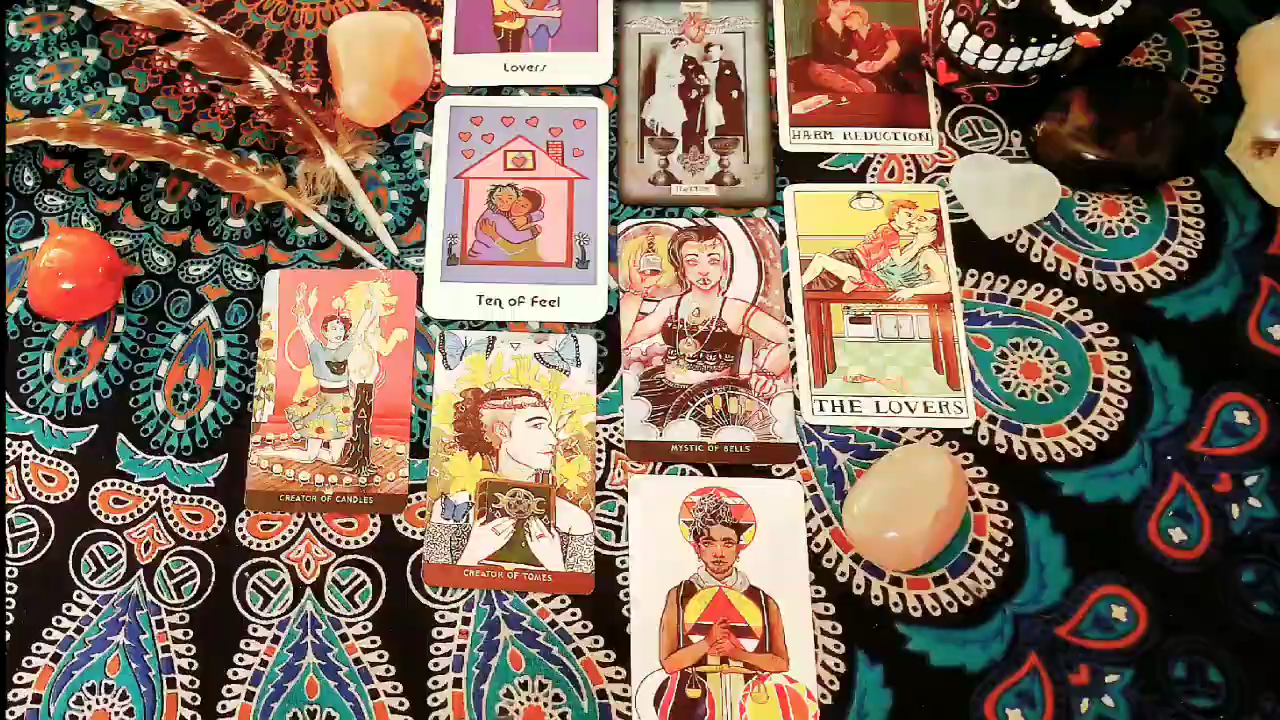 Lovers
HARM REDUCTION
Ten of Feel
THE LOVERS
MYSTIC OF BELLS
CREATOR OF CANDLES
CREATOR OF TOMES